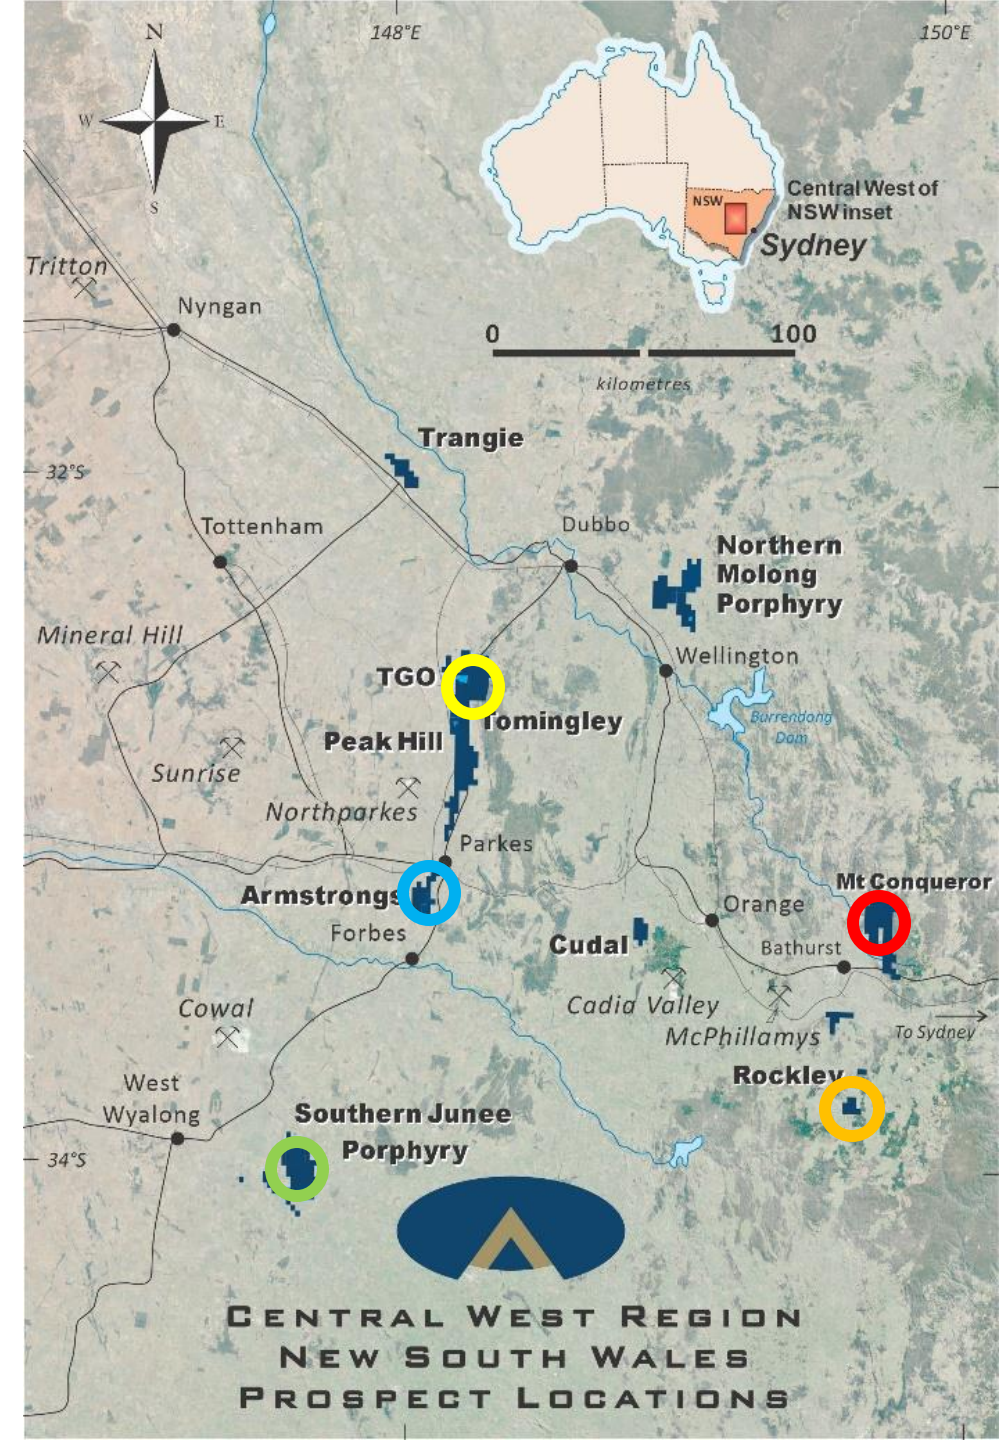 N
148°E
150°E
W
E
S
Central West of
NSW inset
NSW
Sydney
Tritton
Nyngan
0
100
kilometres
Trangie
32°S
Tottenham
Dubbo
Northern
Molong
Porphyry
Mineral Hill
Wellington
TGO
Tomingley
Burrendong
Dam
Peak Hill
Sunrise
Northparkes
Parkes
Mt Conqueror
Armstrongs
Orange
Forbes
Cudal
Bathurst
Cowal
Cadia Valley
McPhillamys
To Sydney
Rockley
West
Wyalong
Southern Junee
Porphyry
34°S
CENTRAL WEST REGION
NEW SOUTH WALES
PROSPECT LOCATIONS